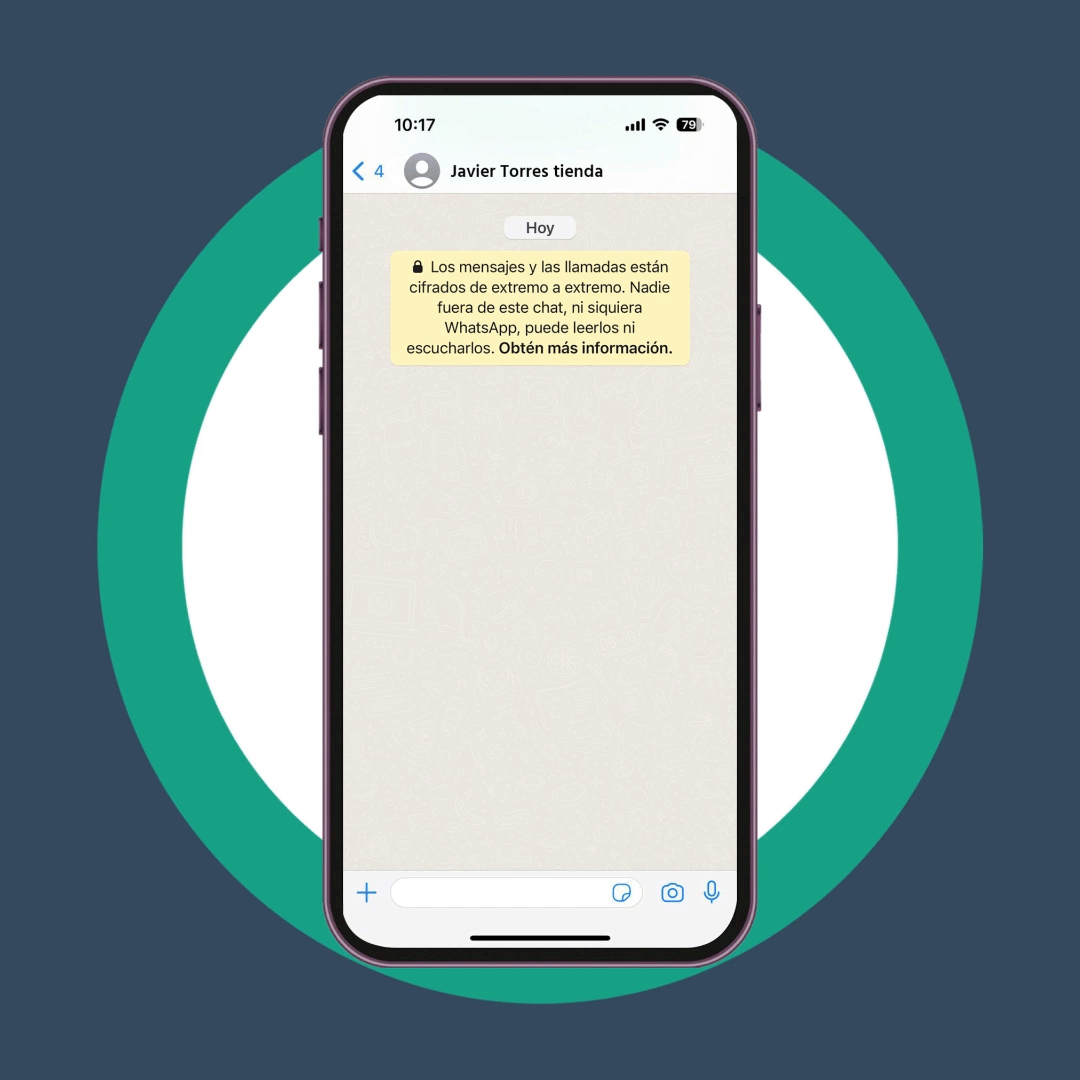 10:17
79
4
Javier Torres tienda
Hoy
Los mensajes y las llamadas están
cifrados de extremo a extremo. Nadie
fuera de este chat, ni siquiera
WhatsApp, puede leerlos ni
escucharlos. Obtén más información.